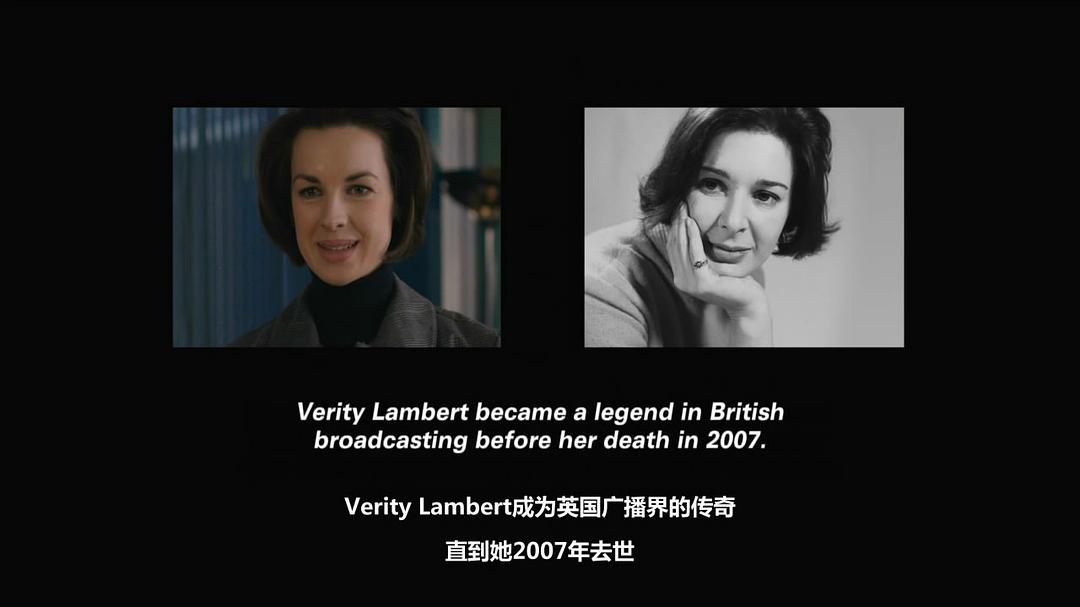 Verity Lambert became a legend in British
broadcasting before her death in 2007.
Verity Lambert成为英国广播界的传奇
直到她2007年去世